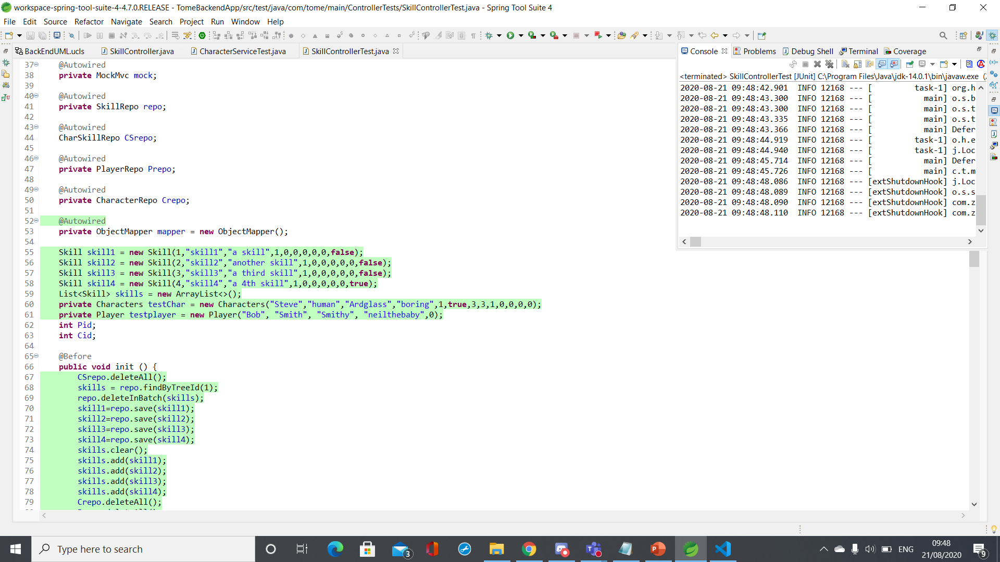 workspace-spring-tool-suite-4-4.7.0.RELEASE - TomeBackendApp/src/test/java/com/tome/main/ControllerTests/SkillControllerTest.java - Spring Tool Suite 4
File Edit Source Refactor Navigate Search Project Run Window Help
BackEndUML.ucls SkillController.java CharacterServiceTest.java SkillControllerTest.java
37 @Autowired
38 private MockMvc mock;
39
40 @Autowired
41 private SkillRepo repo;
42
43 @Autowired
44 CharSkillRepo CSrepo;
45
46 @Autowired
47 private PlayerRepo Prepo;
48
49 @Autowired
50 private CharacterRepo Crepo;
51
52 @Autowired
53 private ObjectMapper mapper = new ObjectMapper();
54
55 Skill skill1 = new Skill(1,"skill1","a skill",1,0,0,0,0,0,false);
56 Skill skill2 = new Skill(2,"skill2","another skill",1,0,0,0,0,0,false);
57 Skill skill3 = new Skill(3,"skill3","a third skill",1,0,0,0,0,0,false);
58 Skill skill4 = new Skill(4,"skill4","a 4th skill",1,0,0,0,0,0,true);
59 List<Skill> skills = new ArrayList<>();
60 private Characters testChar = new Characters("Steve","human","Ardglass","boring",1,true,3,3,1,0,0,0,0);
61 private Player testplayer = new Player("Bob", "Smith", "Smithy", "neilthebaby",0);
62 int Pid;
63 int Cid;
64
65 @Before
66 public void init () {
67 CSrepo.deleteAll();
68 skills = repo.findByTreeId(1);
69 repo.deleteInBatch(skills);
70 skill1=repo.save(skill1);
71 skill2=repo.save(skill2);
72 skill3=repo.save(skill3);
73 skill4=repo.save(skill4);
74 skills.clear();
75 skills.add(skill1);
76 skills.add(skill2);
77 skills.add(skill3);
78 skills.add(skill4);
79 Crepo.deleteAll();
Console Problems Debug Shell Terminal Coverage
<terminated> SkillControllerTest [JUnit] C:\Program Files\Java\jdk-14.0.1\bin\javaw.exe
2020-08-21 09:48:42.901 INFO 12168 --- [ task-1] org.h
2020-08-21 09:48:43.300 INFO 12168 --- [ main] o.s.b
2020-08-21 09:48:43.300 INFO 12168 --- [ main] o.s.t
2020-08-21 09:48:43.335 INFO 12168 --- [ main] o.s.t
2020-08-21 09:48:43.366 INFO 12168 --- [ main] Defer
2020-08-21 09:48:44.919 INFO 12168 --- [ task-1] o.h.e
2020-08-21 09:48:44.940 INFO 12168 --- [ task-1] j.Loc
2020-08-21 09:48:45.714 INFO 12168 --- [ main] Defer
2020-08-21 09:48:45.726 INFO 12168 --- [ main] c.t.m
2020-08-21 09:48:48.086 INFO 12168 --- [extShutdownHook] j.Loc
2020-08-21 09:48:48.089 INFO 12168 --- [extShutdownHook] o.s.s
2020-08-21 09:48:48.090 INFO 12168 --- [extShutdownHook] com.z
2020-08-21 09:48:48.110 INFO 12168 --- [extShutdownHook] com.z
Type here to search
3
ENG
09:48
21/08/2020
9